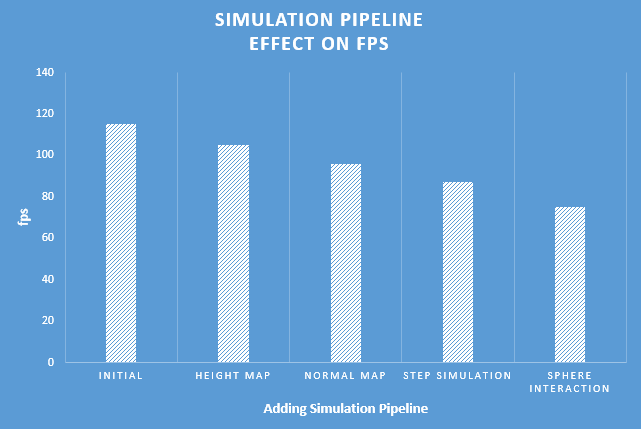 SIMULATION PIPELINE
EFFECT ON FPS
140
120
100
80
60
40
20
0
fps
INITIAL
HEIGHT MAP
NORMAL MAP
STEP SIMULATION
SPHERE
INTERACTION
Adding Simulation Pipeline